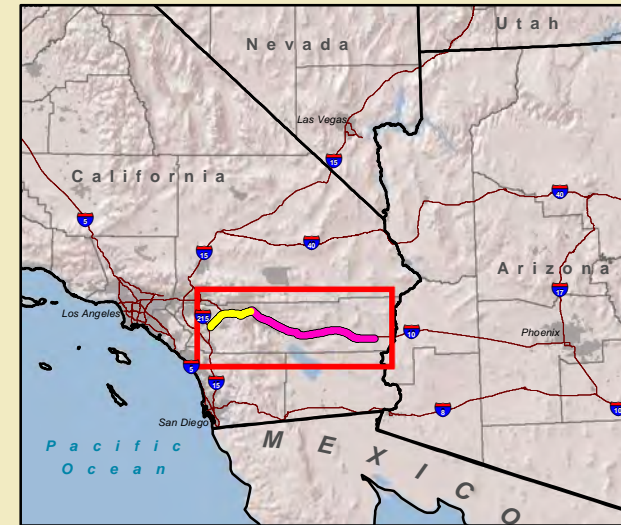 Utah
Nevada
Las Vegas
15
California
40
5
15
40
Arizona
17
215
Los Angeles
10
Phoenix
5
15
8
10
San Diego
Pacific
Ocean
MEXICO